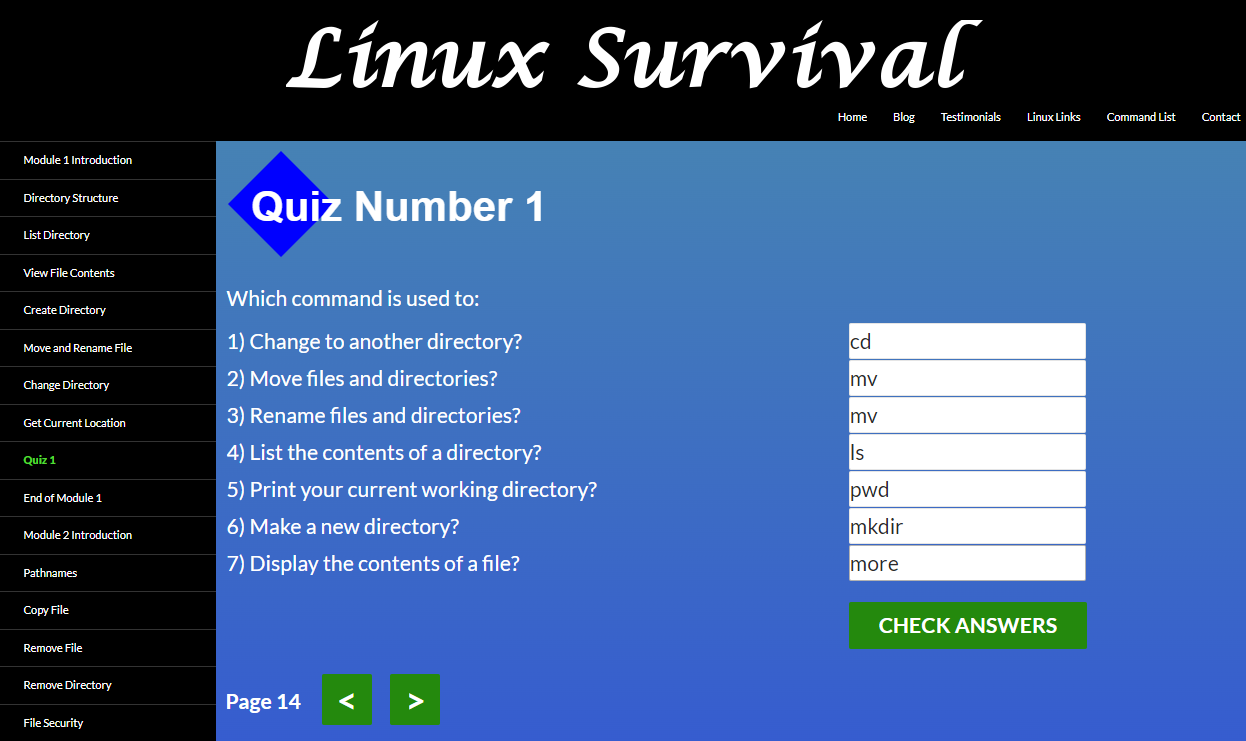 Linux Survival
Home Blog Testimonials Linux Links Command List Contact
Module 1 Introduction
Directory Structure
List Directory
View File Contents
Create Directory
Move and Rename File
Change Directory
Get Current Location
Quiz 1
End of Module 1
Module 2 Introduction
Pathnames
Copy File
Remove File
Remove Directory
File Security
Quiz Number 1
Which command is used to:
1) Change to another directory? cd
2) Move files and directories? mv
3) Rename files and directories? mv
4) List the contents of a directory? ls
5) Print your current working directory? pwd
6) Make a new directory? mkdir
7) Display the contents of a file? more
CHECK ANSWERS
Page 14 < >